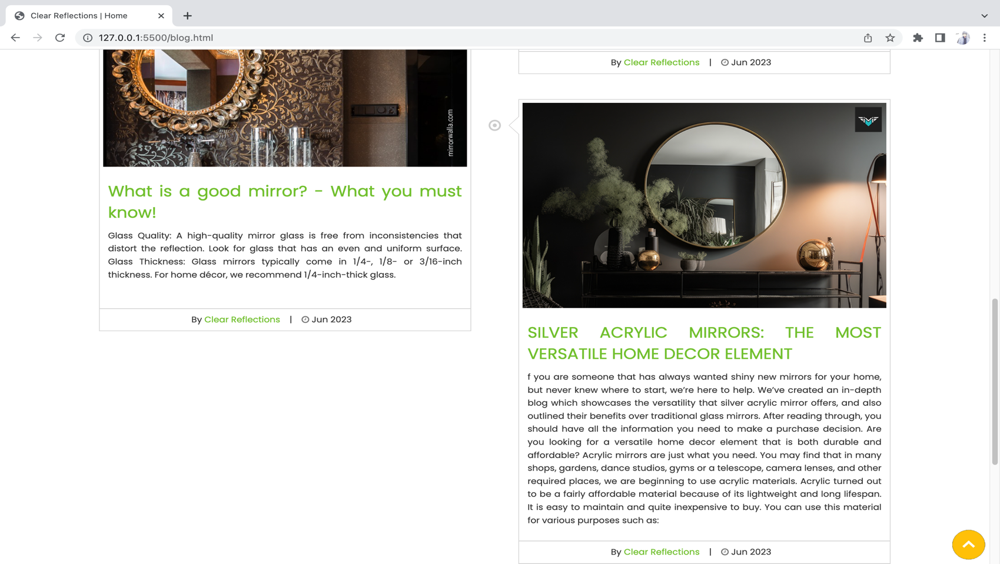 Clear Reflections | Home
127.0.0.1:5500/blog.html
mirrorwalla.com
What is a good mirror? - What you must
know!
Glass Quality: A high-quality mirror glass is free from inconsistencies that
distort the reflection. Look for glass that has an even and uniform surface.
Glass Thickness: Glass mirrors typically come in 1/4-, 1/8- or 3/16-inch
thickness. For home décor, we recommend 1/4-inch-thick glass.
By Clear Reflections | Jun 2023
By Clear Reflections | Jun 2023
SILVER ACRYLIC MIRRORS: THE MOST
VERSATILE HOME DECOR ELEMENT
f you are someone that has always wanted shiny new mirrors for your home,
but never knew where to start, we’re here to help. We’ve created an in-depth
blog which showcases the versatility that silver acrylic mirror offers, and also
outlined their benefits over traditional glass mirrors. After reading through, you
should have all the information you need to make a purchase decision. Are
you looking for a versatile home decor element that is both durable and
affordable? Acrylic mirrors are just what you need. You may find that in many
shops, gardens, dance studios, gyms or a telescope, camera lenses, and other
required places, we are beginning to use acrylic materials. Acrylic turned out
to be a fairly affordable material because of its lightweight and long lifespan.
It is easy to maintain and quite inexpensive to buy. You can use this material
for various purposes such as:
By Clear Reflections | Jun 2023